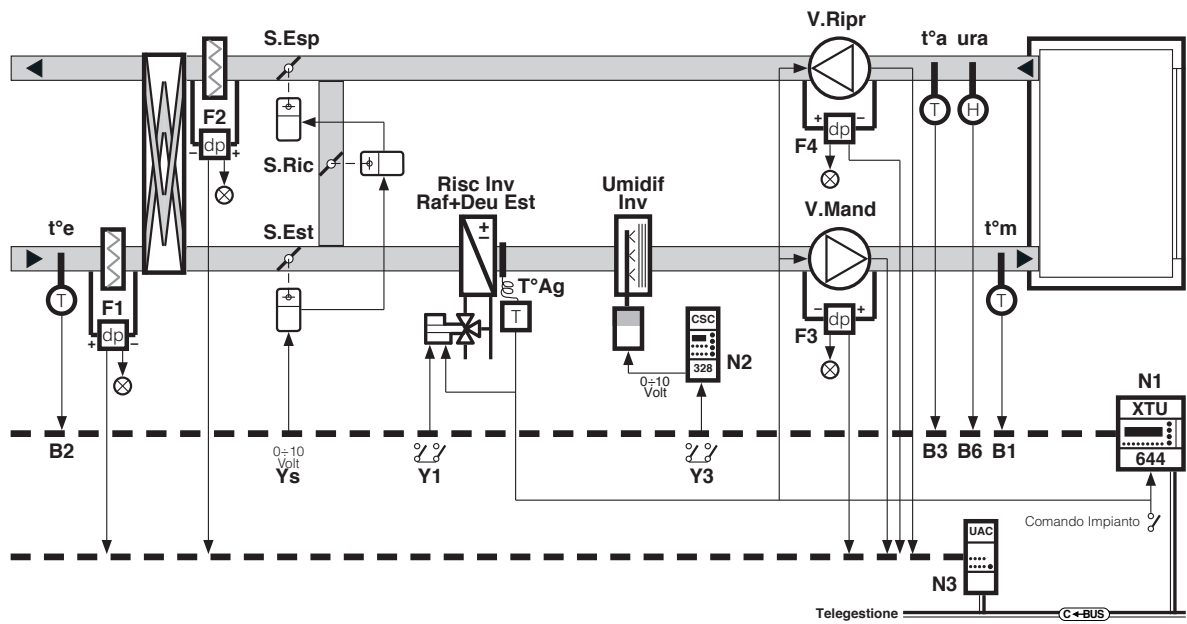 V.Ripr
S.Esp
t°a ura
F2
dp
− +
T H
+ −
dp
F4
S.Ric
Risc Inv
Raf+Deu Est
Umidif
Inv
V.Mand
t°e
S.Est
t°m
+
−
T°Ag
T
F1
dp
+ −
T
T
CSC
328
N2
− +
dp
F3
0÷10
Volt
N1
XTU
644
B2
0÷10
Volt
Ys
Y1
Y3
B3 B6 B1
Comando Impianto
UAC
N3
Telegestione
C BUS